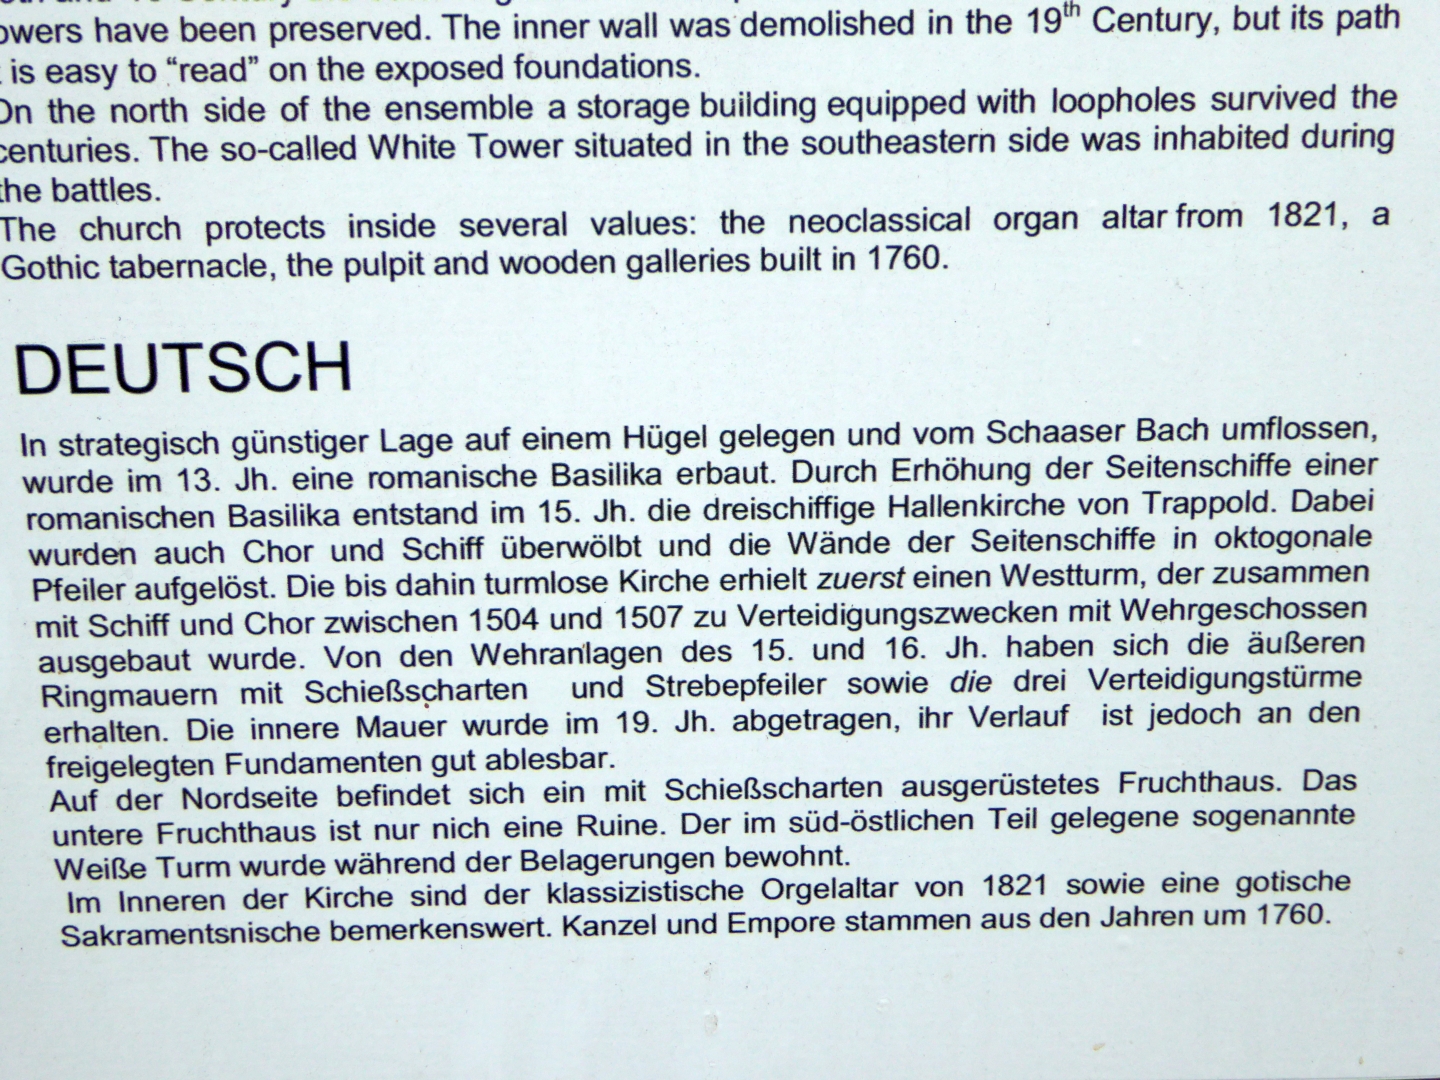 owers have been preserved. The inner wall was demolished in the 19th Century, but its path
is easy to “read” on the exposed foundations.
On the north side of the ensemble a storage building equipped with loopholes survived the
centuries. The so-called White Tower situated in the southeastern side was inhabited during
the battles.
The church protects inside several values: the neoclassical organ altar from 1821, a
Gothic tabernacle, the pulpit and wooden galleries built in 1760.
DEUTSCH
In strategisch günstiger Lage auf einem Hügel gelegen und vom Schaaser Bach umflossen,
wurde im 13. Jh. eine romanische Basilika erbaut. Durch Erhöhung der Seitenschiffe einer
romanischen Basilika entstand im 15. Jh. die dreischiffige Hallenkirche von Trappold. Dabei
wurden auch Chor und Schiff überwölbt und die Wände der Seitenschiffe in oktogonale
Pfeiler aufgelöst. Die bis dahin turmlose Kirche erhielt zuerst einen Westturm, der zusammen
mit Schiff und Chor zwischen 1504 und 1507 zu Verteidigungszwecken mit Wehrgeschossen
ausgebaut wurde. Von den Wehranlagen des 15. und 16. Jh. haben sich die äußeren
Ringmauern mit Schießscharten und Strebepfeiler sowie die drei Verteidigungstürme
erhalten. Die innere Mauer wurde im 19. Jh. abgetragen, ihr Verlauf ist jedoch an den
freigelegten Fundamenten gut ablesbar.
Auf der Nordseite befindet sich ein mit Schießscharten ausgerüstetes Fruchthaus. Das
untere Fruchthaus ist nur nich eine Ruine. Der im süd-östlichen Teil gelegene sogenannte
Weiße Turm wurde während der Belagerungen bewohnt.
Im Inneren der Kirche sind der klassizistische Orgelaltar von 1821 sowie eine gotische
Sakramentsnische bemerkenswert. Kanzel und Empore stammen aus den Jahren um 1760.